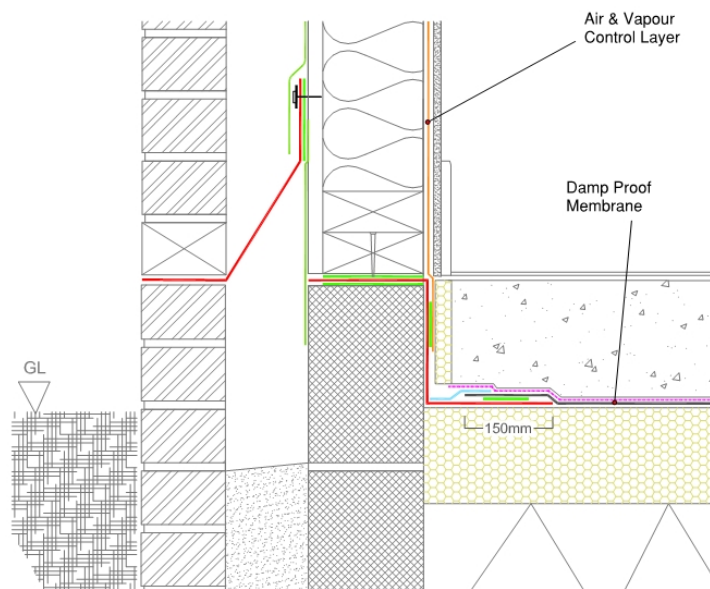 Air & Vapour
Control Layer
Damp Proof
Membrane
GL
150mm